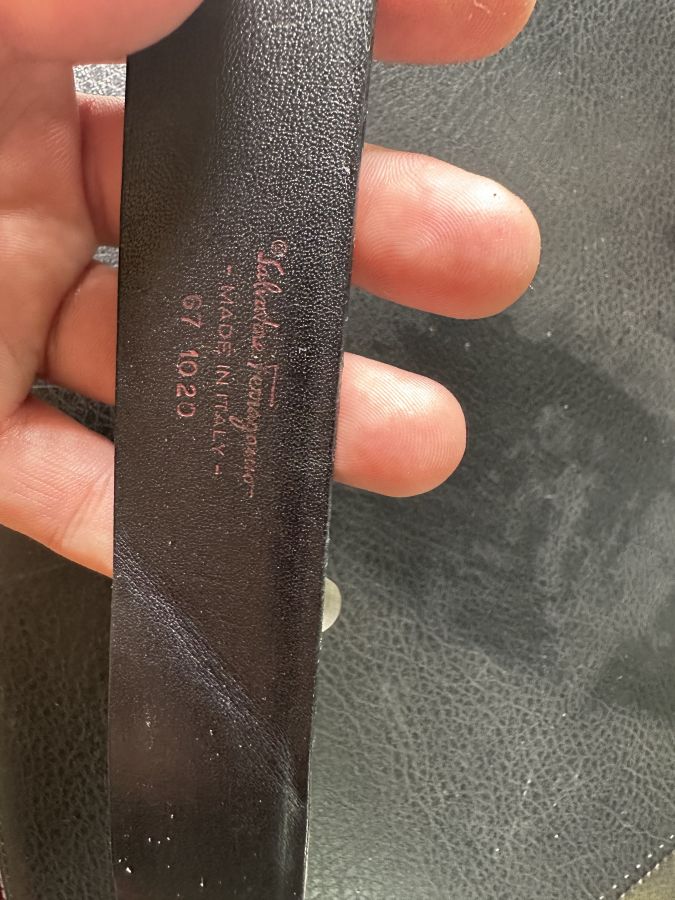 © Salvatore Ferragamo
- MADE IN ITALY -
67 1020